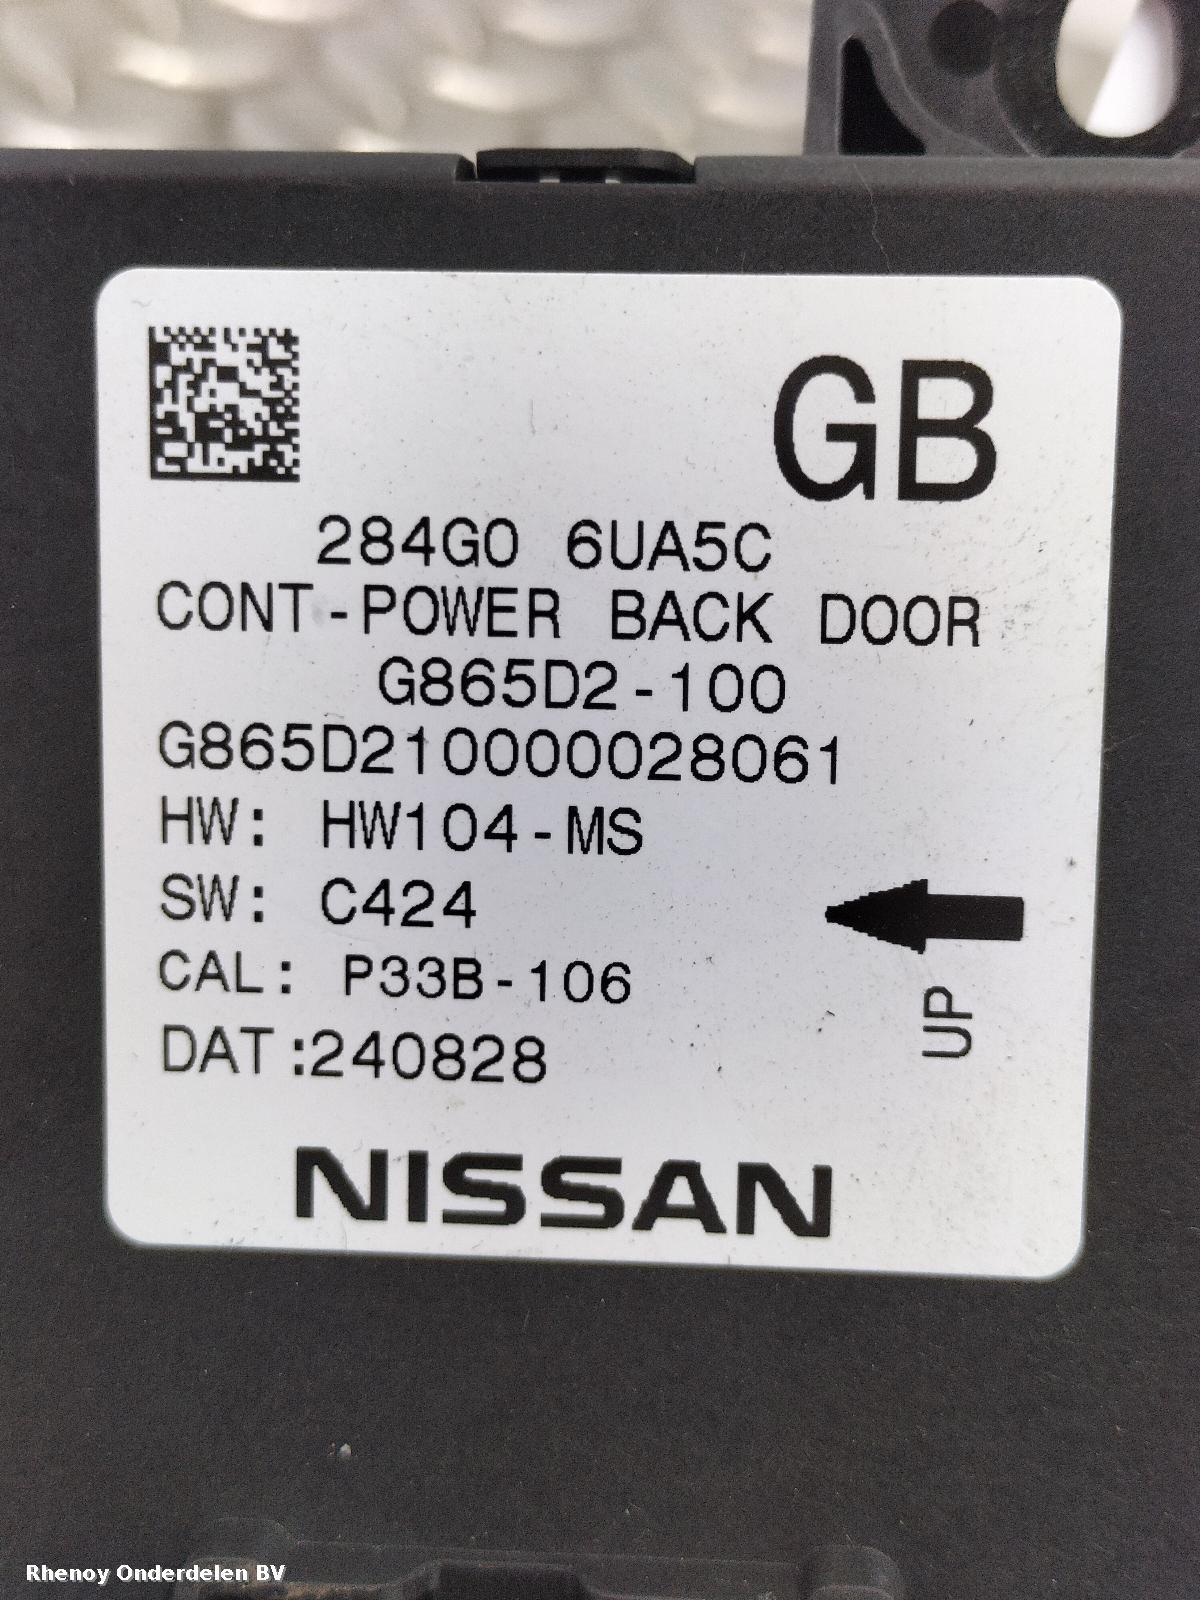 GB
284G0 6UA5C
CONT-POWER BACK DOOR
G865D2-100
G865D210000028061
HW: HW104-MS
SW: C424
CAL: P33B-106
UP
DAT:240828
NISSAN
Rhenoy Onderdelen BV